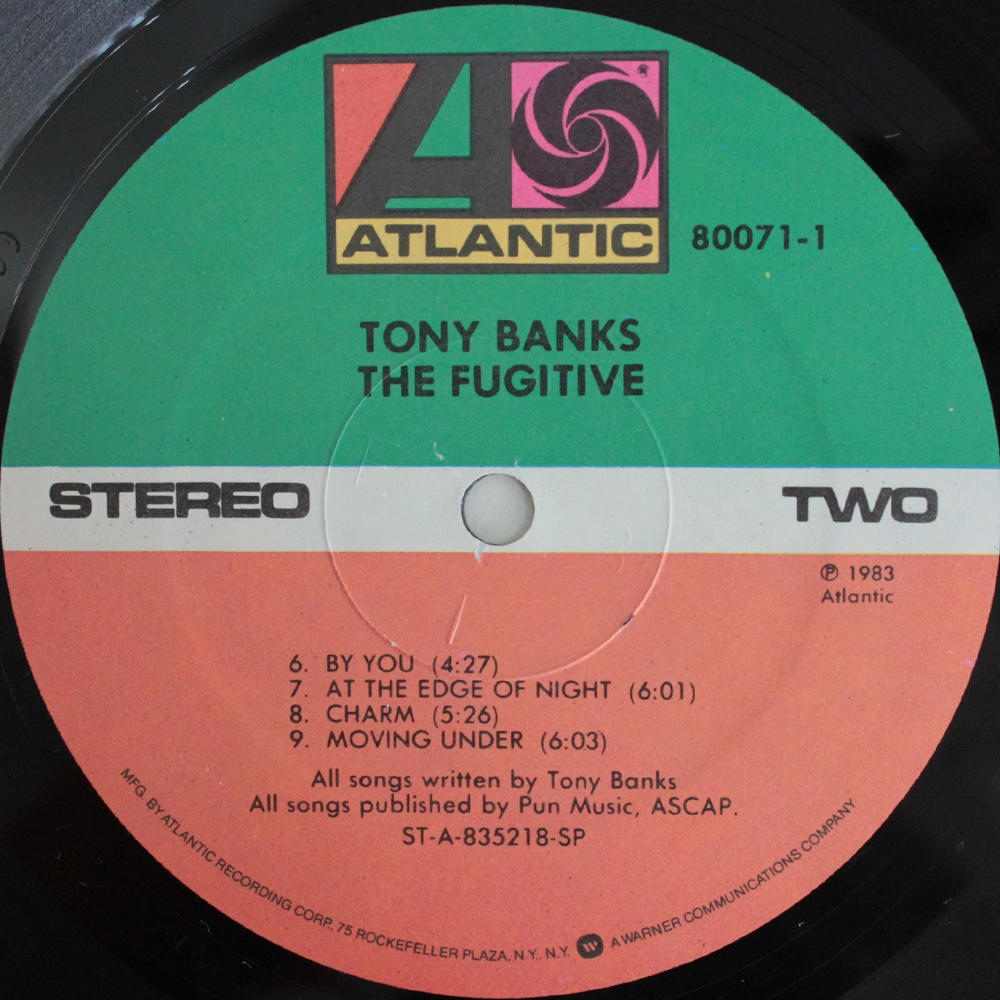 ATLANTIC
80071-1
TONY BANKS
THE FUGITIVE
STEREO
TWO
℗ 1983
Atlantic
6. BY YOU (4:27)
7. AT THE EDGE OF NIGHT (6:01)
8. CHARM (5:26)
9. MOVING UNDER (6:03)
All songs written by Tony Banks
All songs published by Pun Music, ASCAP.
ST-A-835218-SP
MFG. BY ATLANTIC RECORDING CORP., 75 ROCKEFELLER PLAZA, N.Y., N.Y. W A WARNER COMMUNICATIONS COMPANY